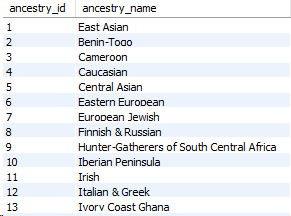 ancestry_id ancestry_name
1 East Asian
2 Benin-Togo
3 Cameroon
4 Caucasian
5 Central Asian
6 Eastern European
7 European Jewish
8 Finnish & Russian
9 Hunter-Gatherers of South Central Africa
10 Iberian Peninsula
11 Irish
12 Italian & Greek
13 Ivory Coast Ghana